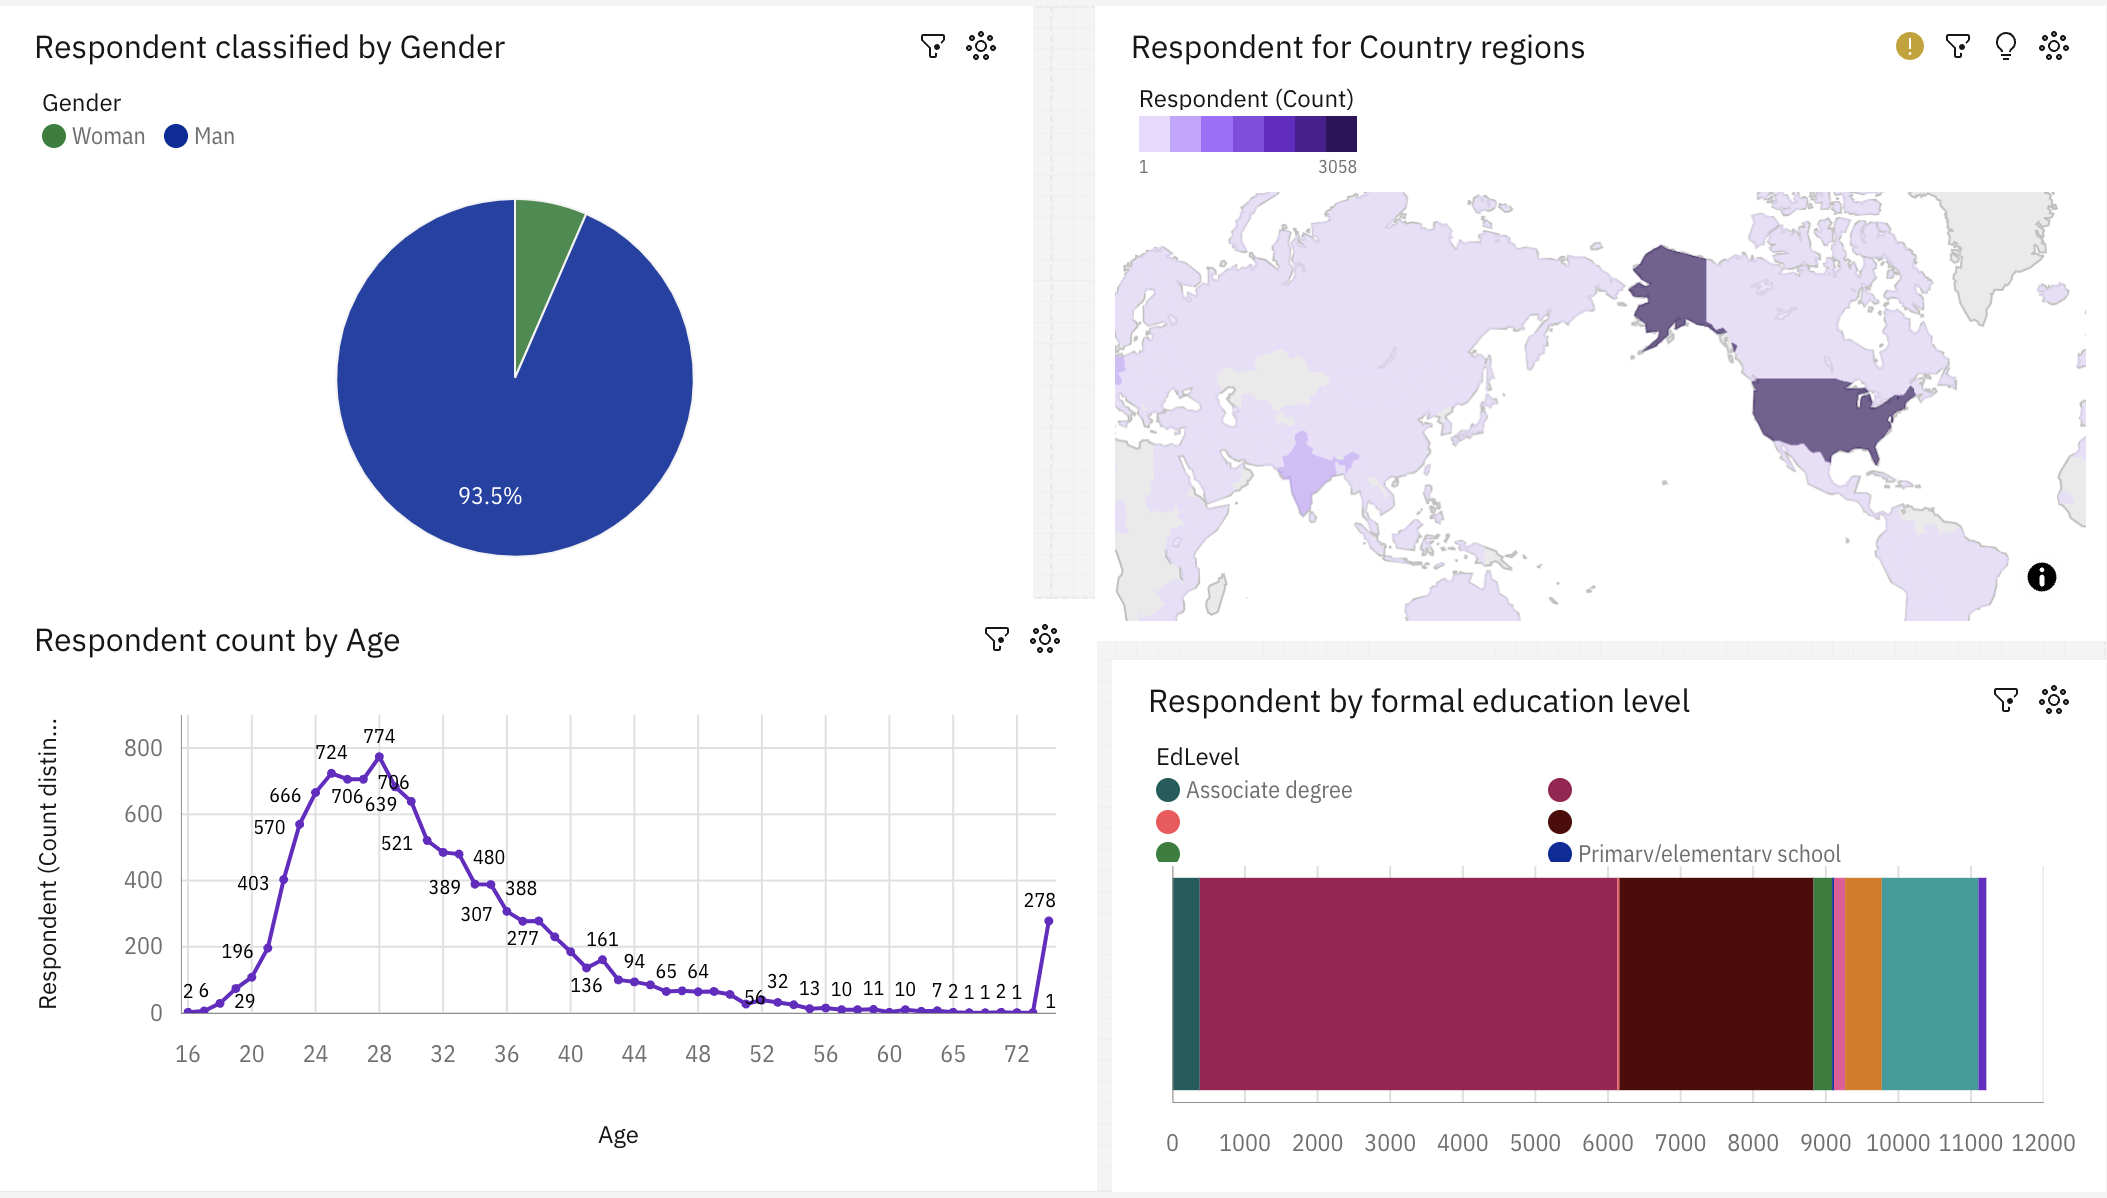 Respondent classified by Gender
Gender
Woman Man
93.5%
Respondent for Country regions
Respondent (Count)
1 3058
Respondent count by Age
Respondent (Count distin...
800
600
400
200
0
2 6 29 196 403 570 666 724 706 774 706 639 521 480 389 388 307 277 136 161 94 65 64 56 32 13 10 11 10 7 2 1 1 2 1 1 278
16 20 24 28 32 36 40 44 48 52 56 60 65 72
Age
Respondent by formal education level
EdLevel
Associate degree
Primary/elementary school
0 1000 2000 3000 4000 5000 6000 7000 8000 9000 10000 11000 12000